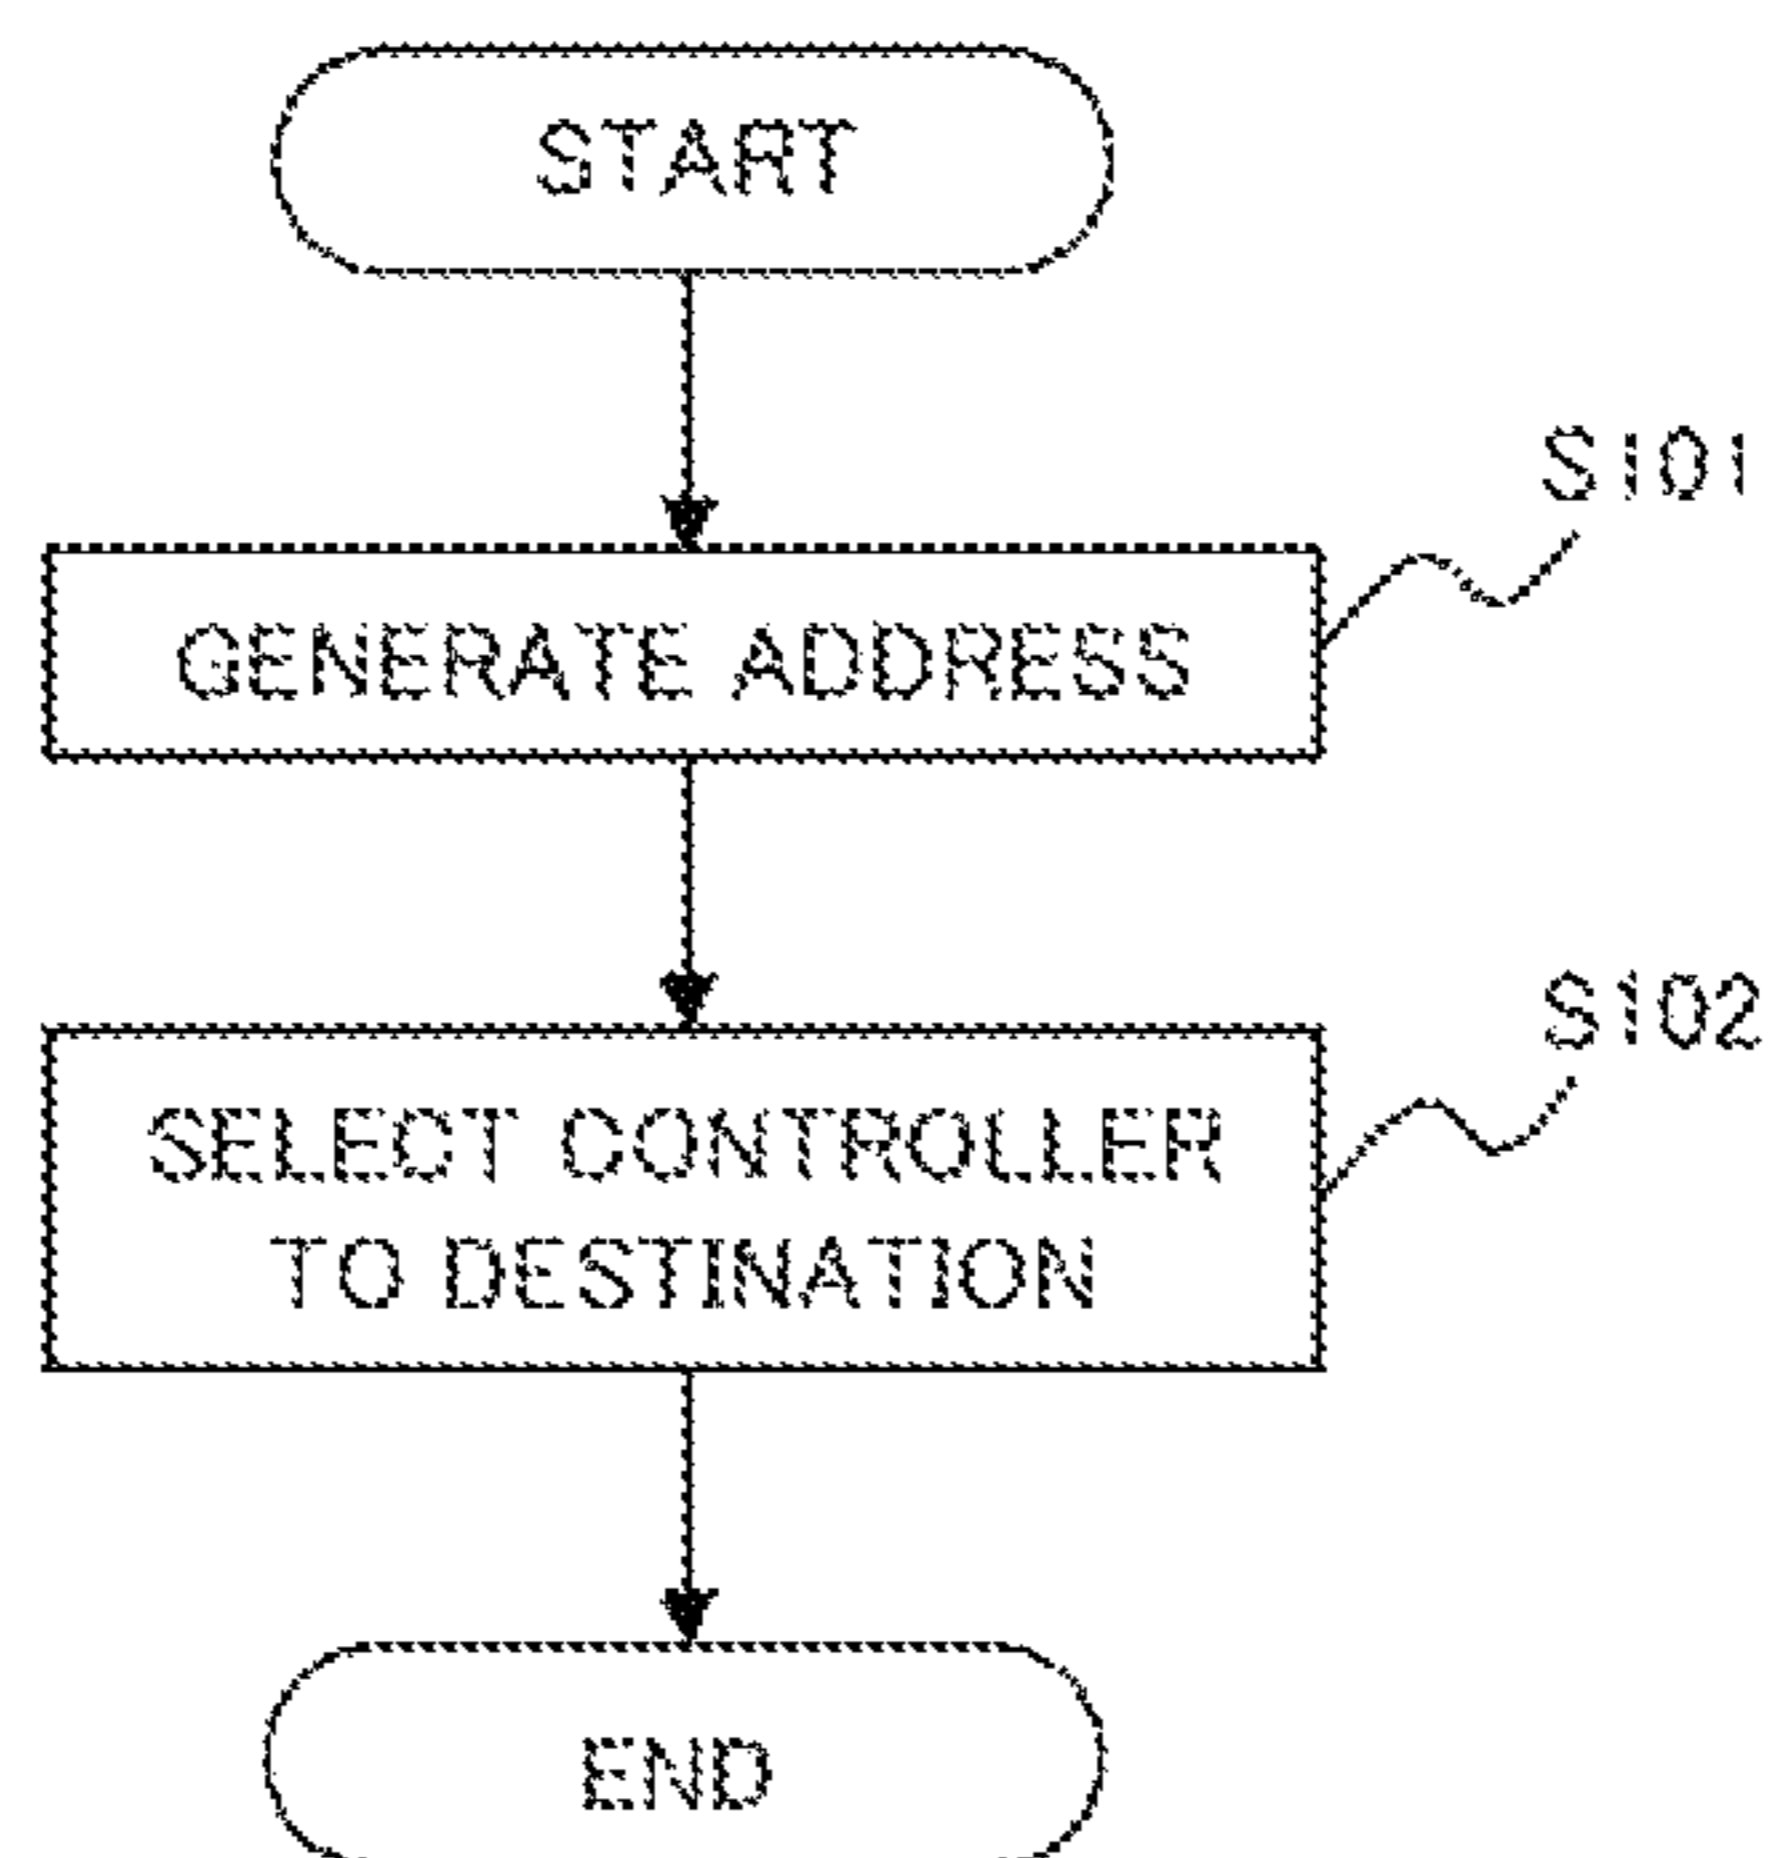 START
S101
GENERATE ADDRESS
S102
SELECT CONTROLLER
TO DESTINATION
END